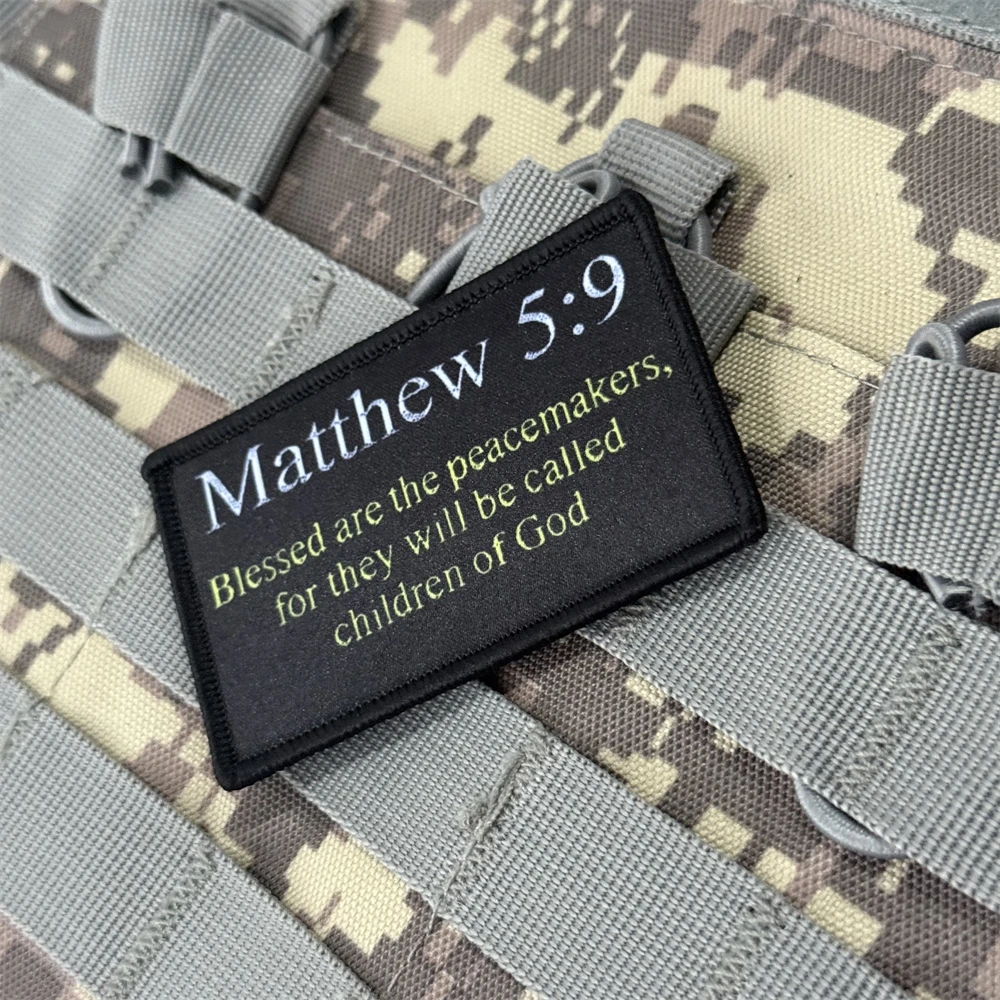 Matthew 5:9
Blessed are the peacemakers,
for they will be called
children of God